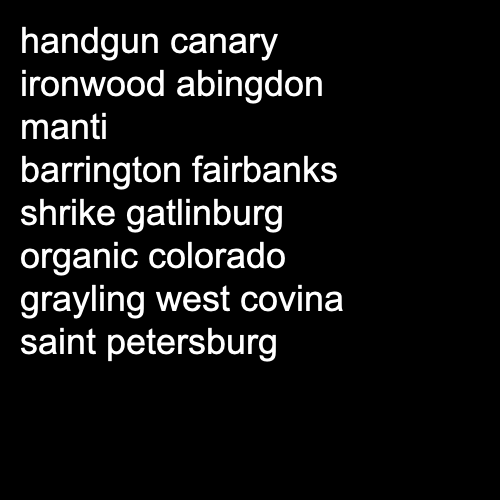 handgun canary
ironwood abingdon
manti
barrington fairbanks
shrike gatlinburg
organic colorado
grayling west covina
saint petersburg